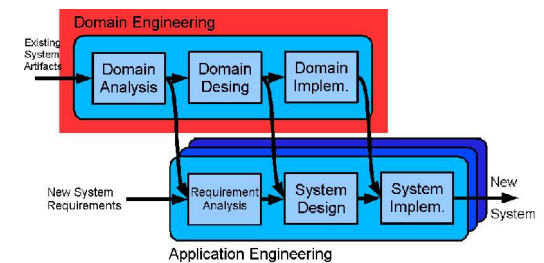 Domain Engineering
Existing
System
Artifacts
Domain
Analysis
Domain
Desing
Domain
Implem.
New System
Requirements
Requirement
Analysis
System
Design
System
Implem.
New
System
Application Engineering